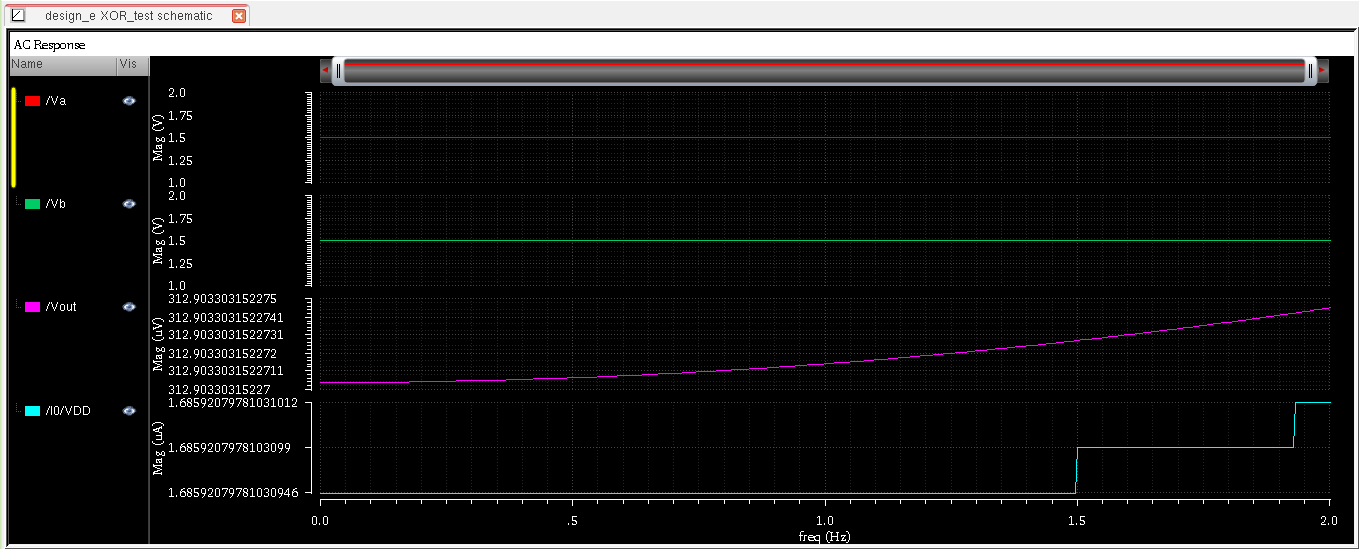 design_e XOR_test schematic
AC Response
Name Vis
/Va
Mag (V)
2.0
1.75
1.5
1.25
1.0
/Vb
Mag (V)
2.0
1.75
1.5
1.25
1.0
/Vout
Mag (uV)
312.903303152275
312.9033031522741
312.9033031522731
312.903303152272
312.9033031522711
312.90330315227
/I0/VDD
Mag (uA)
1.68592079781031012
1.6859207978103099
1.68592079781030946
0.0 .5 1.0 1.5 2.0
freq (Hz)